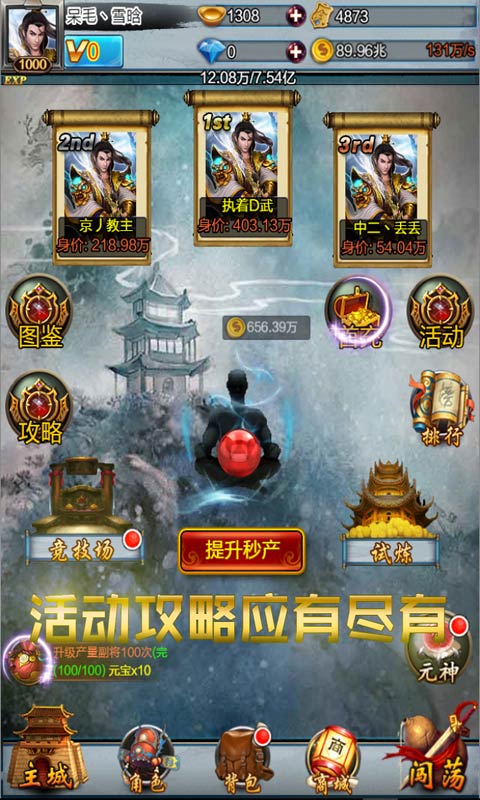 呆毛丶雪晗
1308
4873
1000
V0
0
89.96兆
131万/s
EXP
12.08万/7.54亿
2nd
1st
3rd
京丿教主
身价: 218.98万
执着D武
身价: 403.13万
中二丶丢丢
身价: 54.04万
图鉴
656.39万
首充
活动
攻略
排行
竞技场
提升秒产
试炼
活动攻略应有尽有
升级产量副将100次(完
(100/100) 元宝x10
元神
主城
角色
背包
商城
闯荡